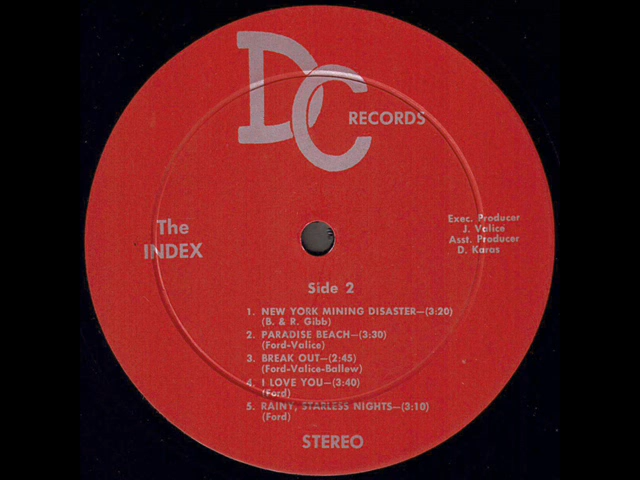 DC RECORDS
The
INDEX
Exec. Producer
J. Valice
Asst. Producer
D. Karos
Side 2
1. NEW YORK MINING DISASTER—(3:20)
(B. & R. Gibb)
2. PARADISE BEACH—(3:30)
(Ford-Valice)
3. BREAK OUT—(2:45)
(Ford-Valice-Ballew)
4. I LOVE YOU—(3:40)
(Ford)
5. RAINY, STARLESS NIGHTS—(3:10)
(Ford)
STEREO